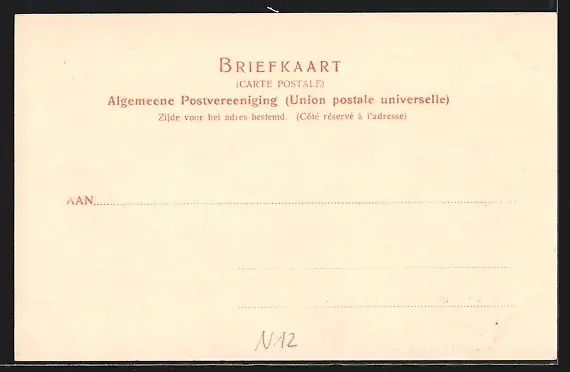 BRIEFKAART
(CARTE POSTALE)
Algemeene Postvereeniging (Union postale universelle)
Zijde voor het adres bestemd. (Côté réservé à l'adresse)
AAN
N12